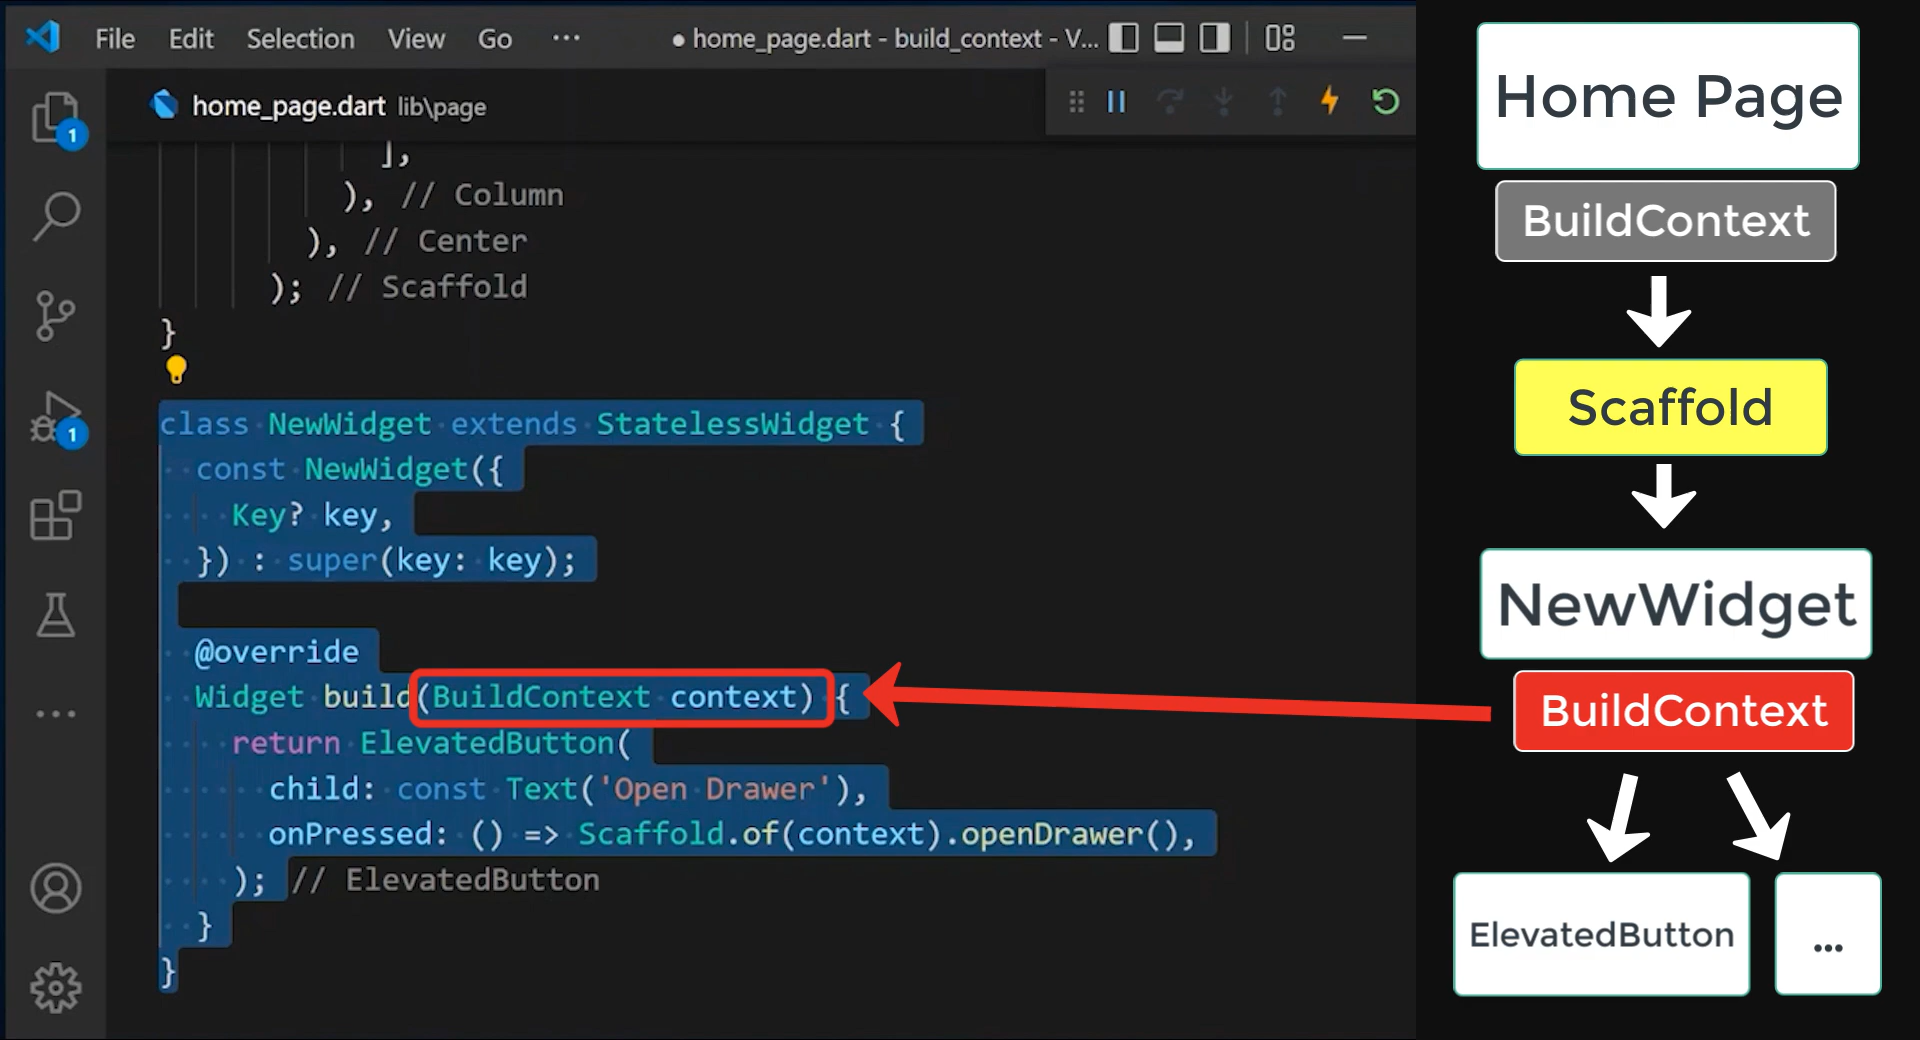 File Edit Selection View Go ··· ● home_page.dart - build_context - V...
home_page.dart lib\page
1
],
), // Column
), // Center
); // Scaffold
}
class NewWidget extends StatelessWidget {
const NewWidget({
Key? key,
}) : super(key: key);
@override
Widget build(BuildContext context) {
return ElevatedButton(
child: const Text('Open Drawer'),
onPressed: () => Scaffold.of(context).openDrawer(),
); // ElevatedButton
}
}
1
Home Page
BuildContext
Scaffold
NewWidget
BuildContext
ElevatedButton
...